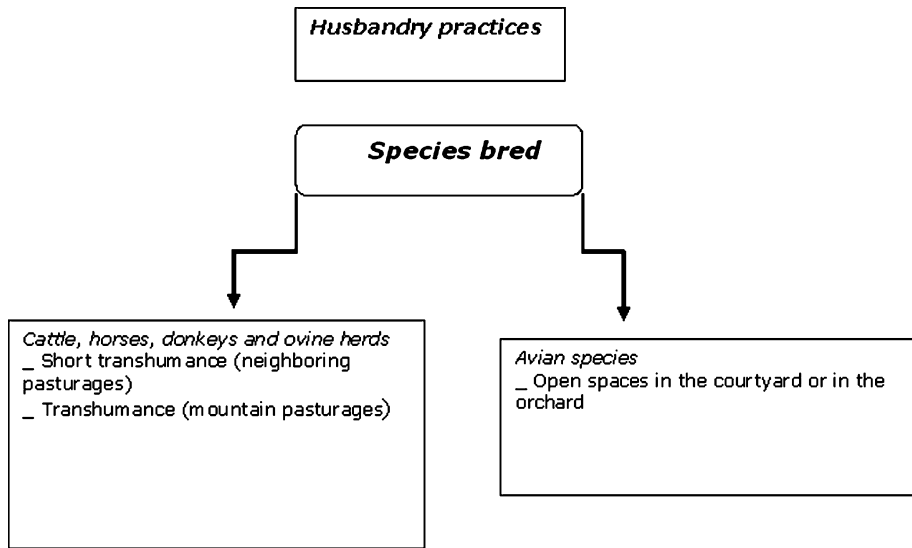 Husbandry practices
Species bred
Cattle, horses, donkeys and ovine herds
_ Short transhumance (neighboring
pasturages)
_ Transhumance (mountain pasturages)
Avian species
_ Open spaces in the courtyard or in the
orchard